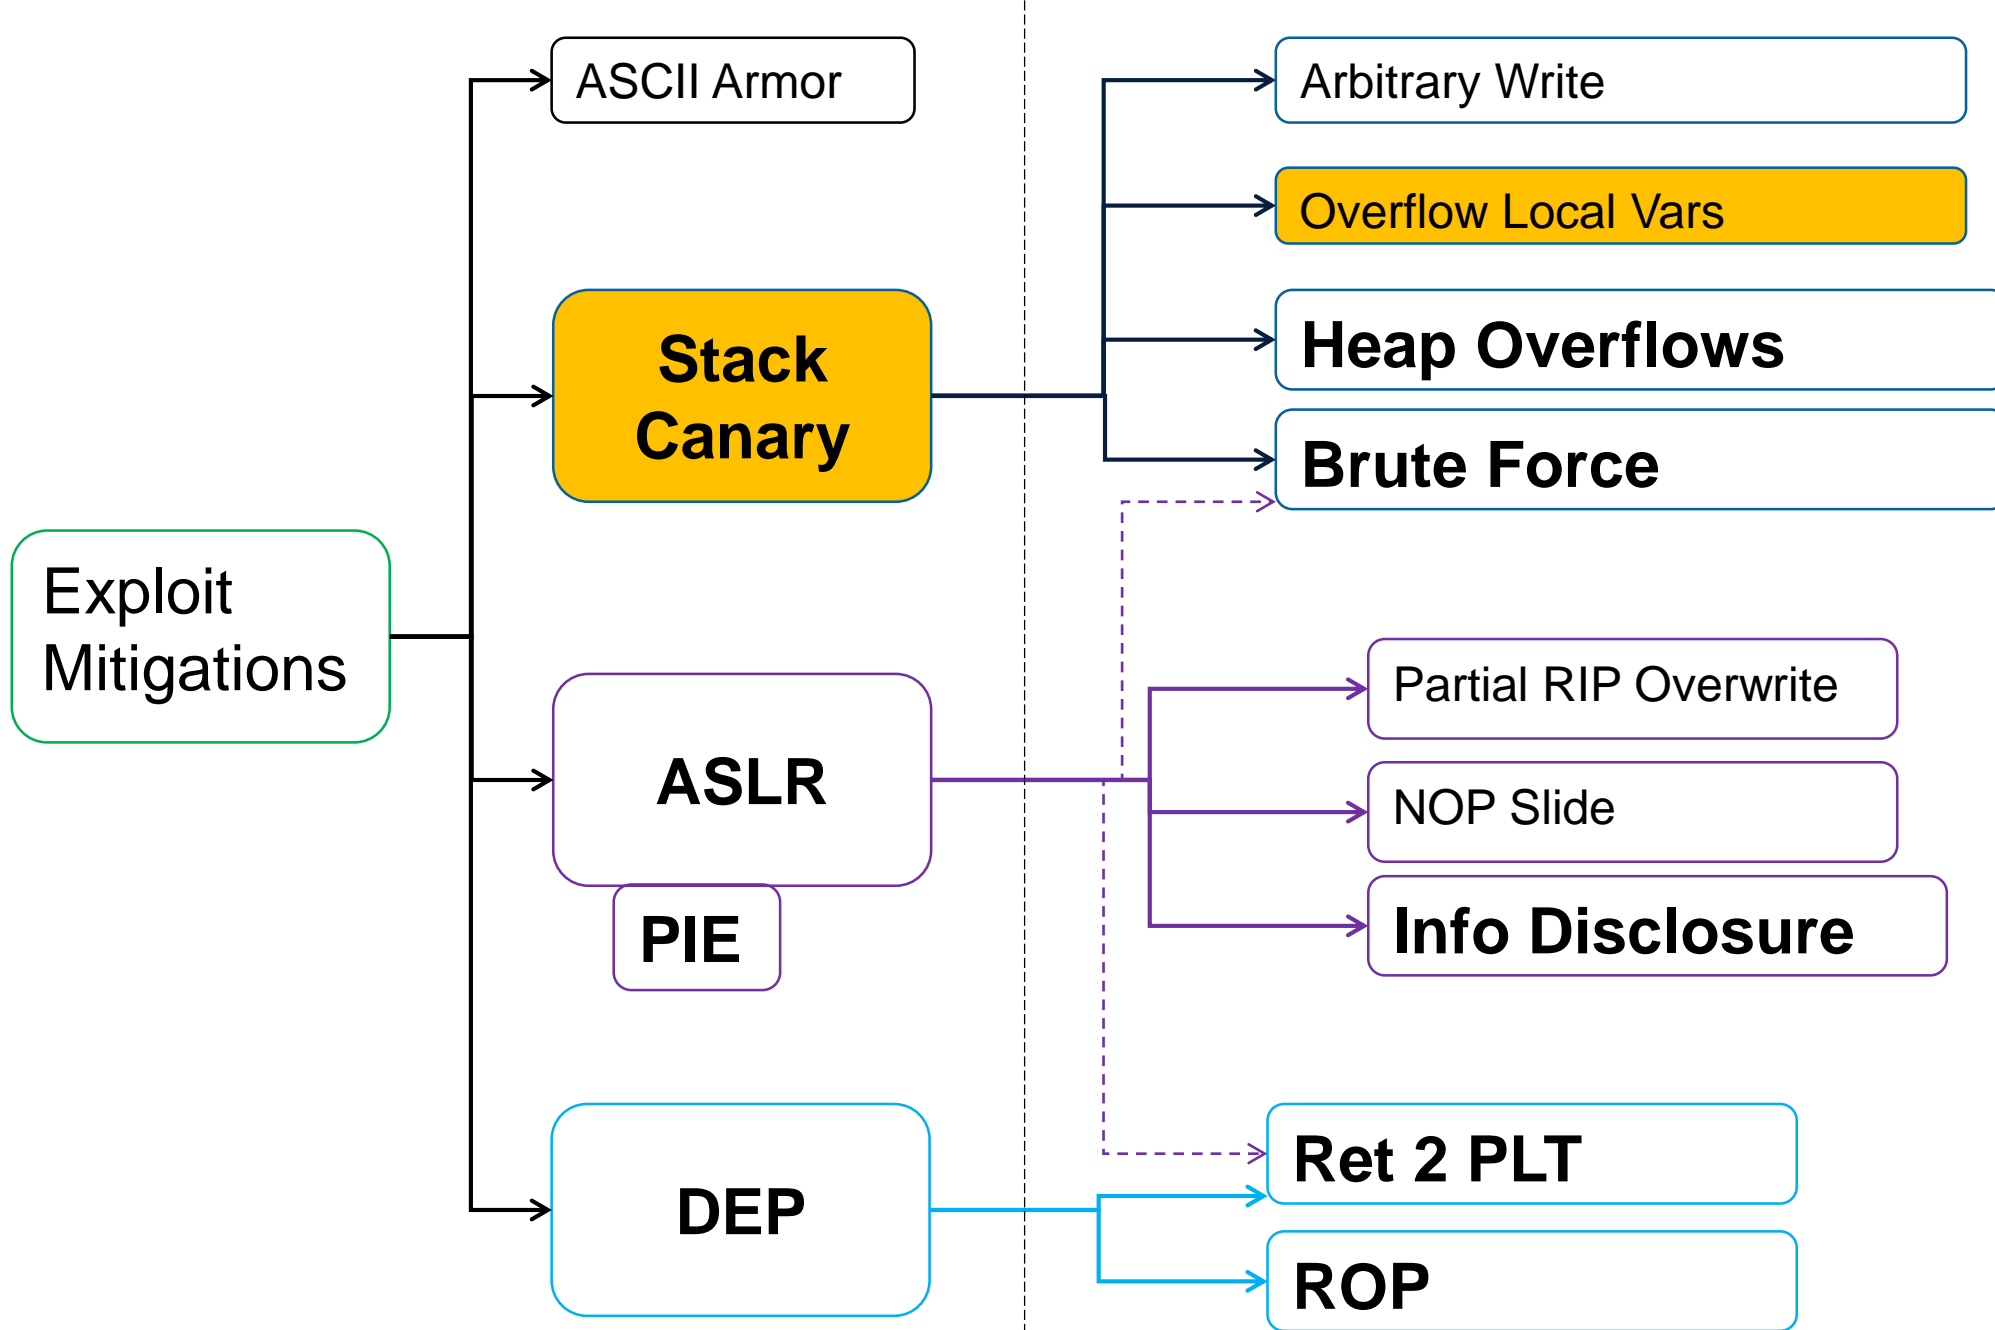 Exploit
Mitigations
ASCII Armor
Stack
Canary
ASLR
PIE
DEP
Arbitrary Write
Overflow Local Vars
Heap Overflows
Brute Force
Partial RIP Overwrite
NOP Slide
Info Disclosure
Ret 2 PLT
ROP